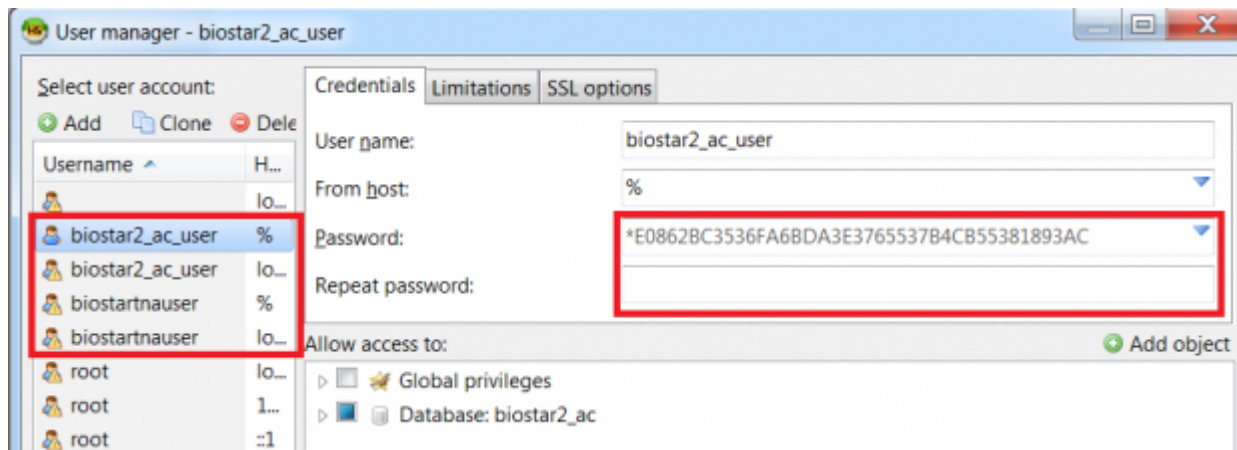 User manager - biostar2_ac_user
Select user account:
Add Clone Dele
Username H...
lo...
biostar2_ac_user %
biostar2_ac_user lo...
biostartnauser %
biostartnauser lo...
root lo...
root 1...
root ::1
Credentials Limitations SSL options
User name: biostar2_ac_user
From host: %
Password: *E0862BC3536FA6BDA3E3765537B4CB55381893AC
Repeat password:
Allow access to: Add object
Global privileges
Database: biostar2_ac